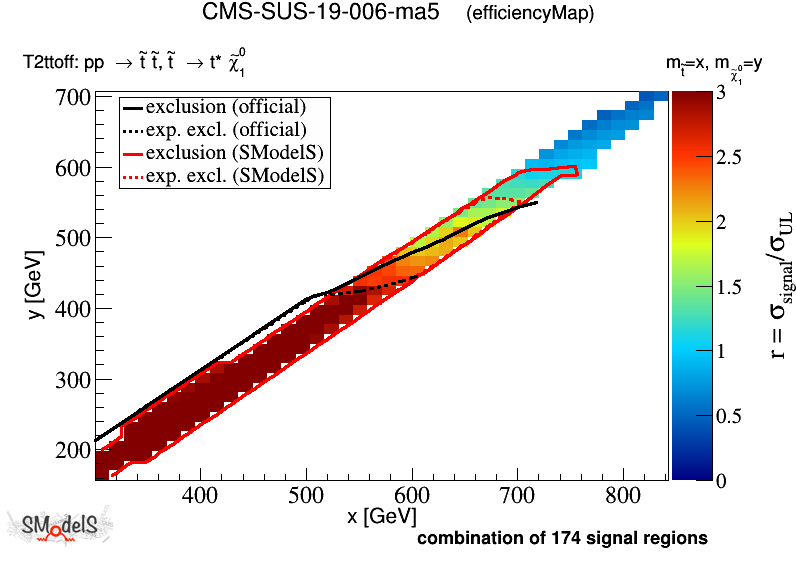 CMS-SUS-19-006-ma5 (efficiencyMap)
T2ttoff: pp → t̃ t̃, t̃ → t* χ̃₁⁰
m_t̃=x, m_χ̃₁⁰=y
exclusion (official)
exp. excl. (official)
exclusion (SModelS)
exp. excl. (SModelS)
700
600
500
400
300
200
y [GeV]
400 500 600 700 800
x [GeV]
3
2.5
2
1.5
1
0.5
0
r = σ_signal/σ_UL
SModelS
combination of 174 signal regions